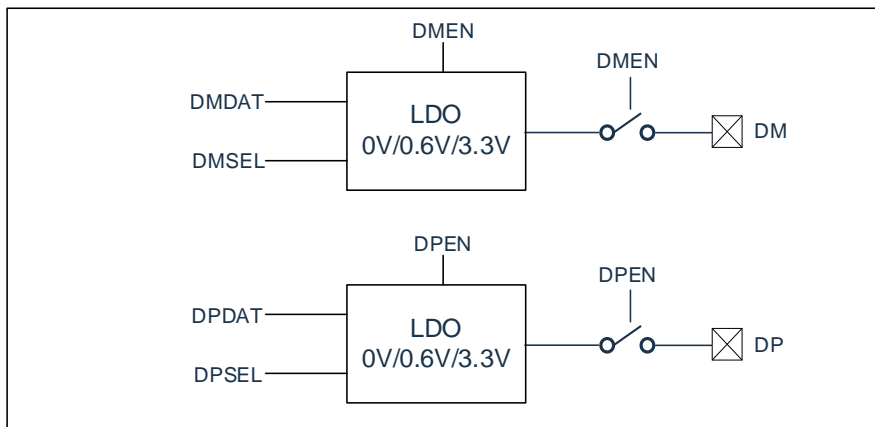 DMEN
DMEN
DMDAT
LDO
DM
0V/0.6V/3.3V
DMSEL
DPEN
DPEN
DPDAT
LDO
DP
0V/0.6V/3.3V
DPSEL